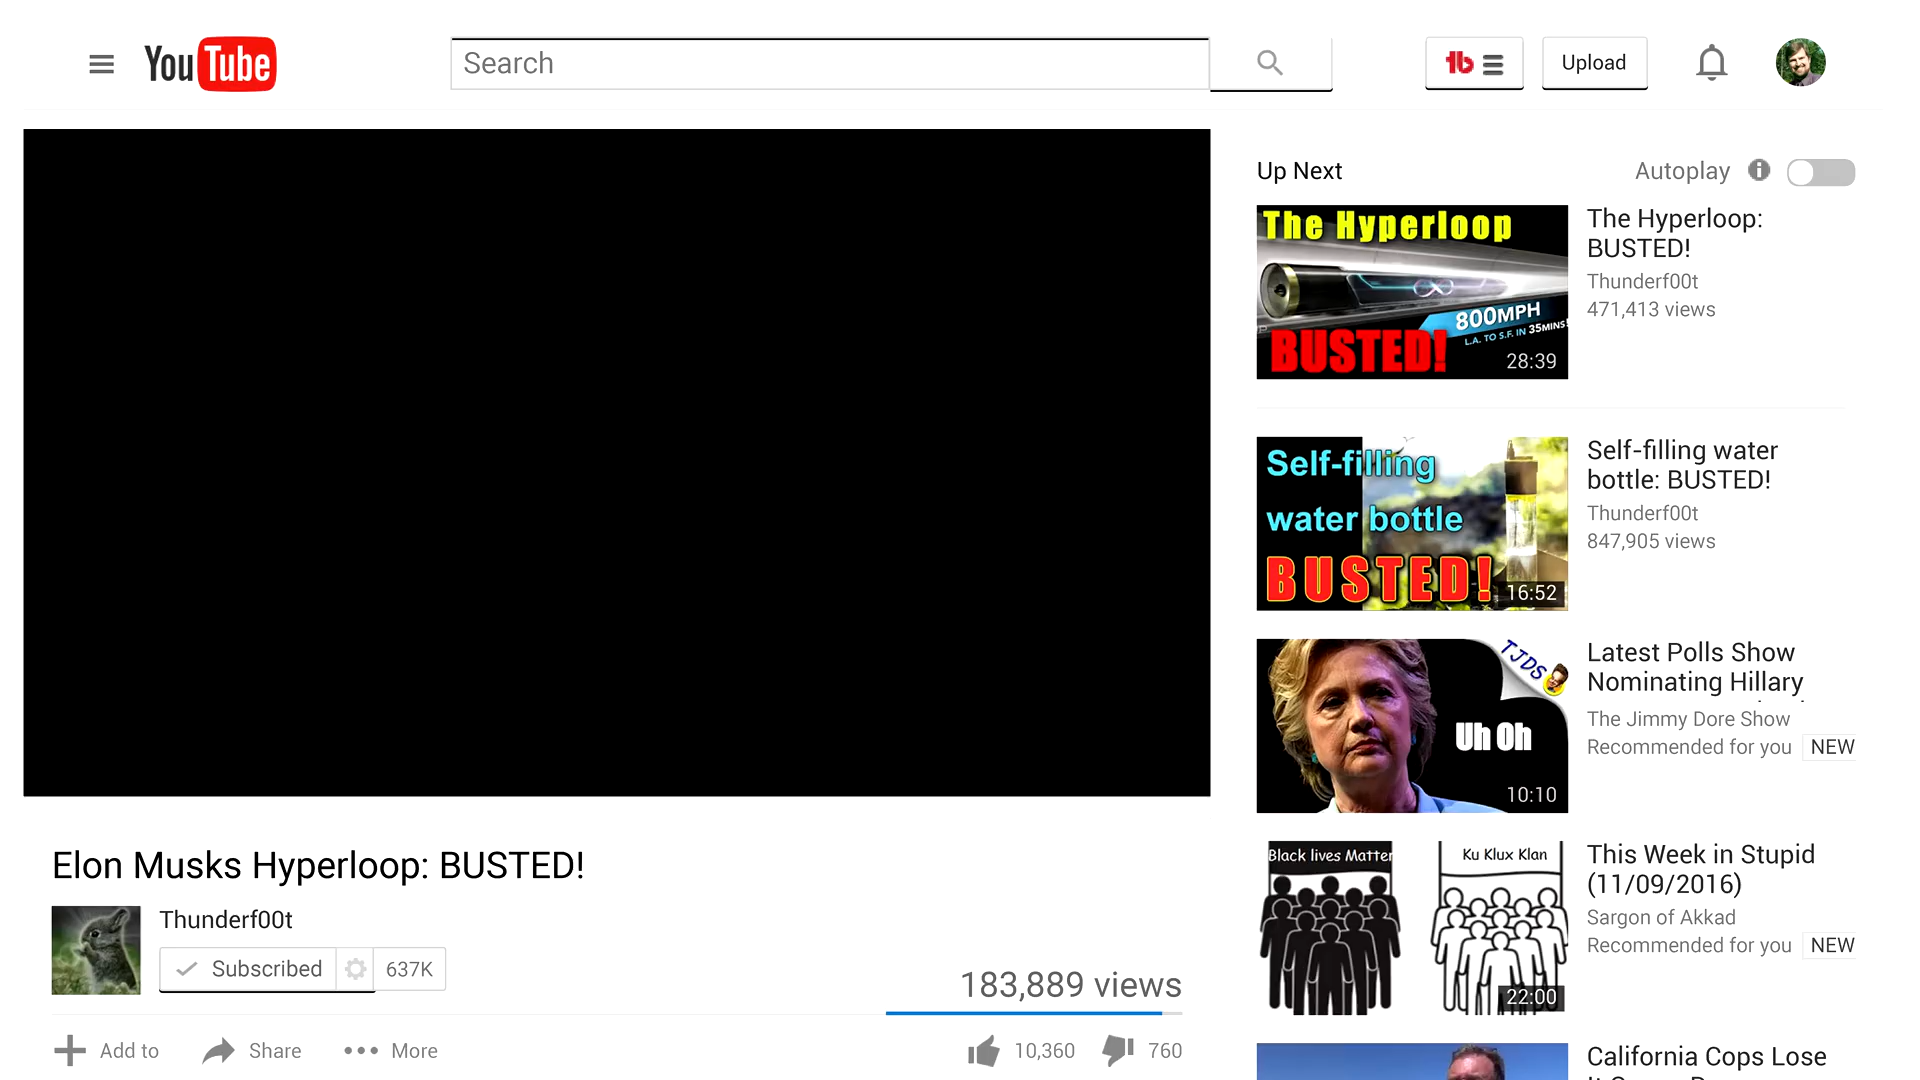 YouTube
Search
tb
Upload
Up Next
Autoplay
The Hyperloop
800MPH
L.A. TO S.F. IN 35MINS!
BUSTED!
28:39
The Hyperloop:
BUSTED!
Thunderf00t
471,413 views
Self-filling
water bottle
BUSTED!
16:52
Self-filling water
bottle: BUSTED!
Thunderf00t
847,905 views
TJDS
Uh Oh
10:10
Latest Polls Show
Nominating Hillary
The Jimmy Dore Show
Recommended for you NEW
Black lives Matter
Ku Klux Klan
22:00
This Week in Stupid
(11/09/2016)
Sargon of Akkad
Recommended for you NEW
California Cops Lose
Elon Musks Hyperloop: BUSTED!
Thunderf00t
Subscribed 637K
183,889 views
Add to Share More
10,360 760